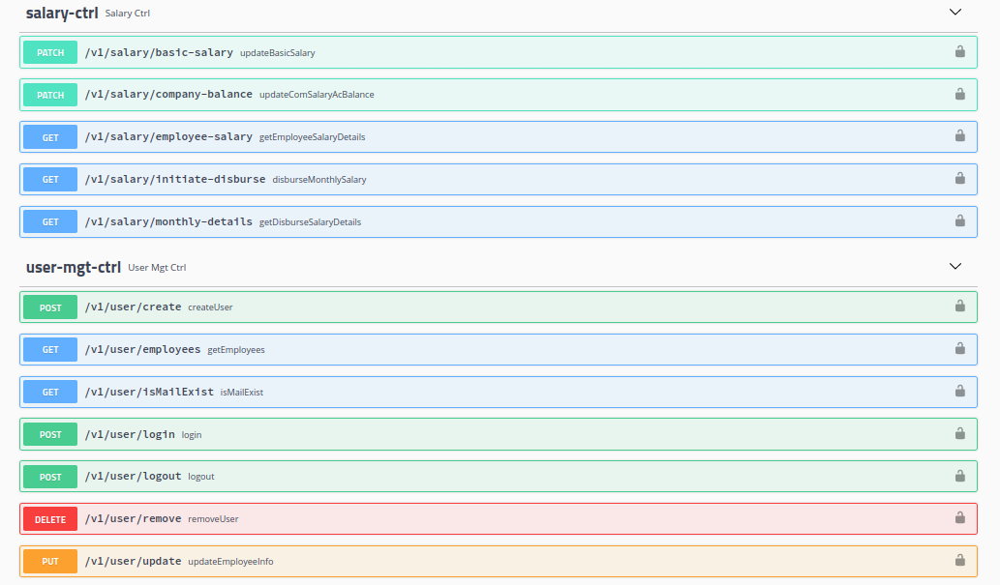 salary-ctrl Salary Ctrl
PATCH /v1/salary/basic-salary updateBasicSalary
PATCH /v1/salary/company-balance updateComSalaryAcBalance
GET /v1/salary/employee-salary getEmployeeSalaryDetails
GET /v1/salary/initiate-disburse disburseMonthlySalary
GET /v1/salary/monthly-details getDisburseSalaryDetails
user-mgt-ctrl User Mgt Ctrl
POST /v1/user/create createUser
GET /v1/user/employees getEmployees
GET /v1/user/isMailExist isMailExist
POST /v1/user/login login
POST /v1/user/logout logout
DELETE /v1/user/remove removeUser
PUT /v1/user/update updateEmployeeInfo